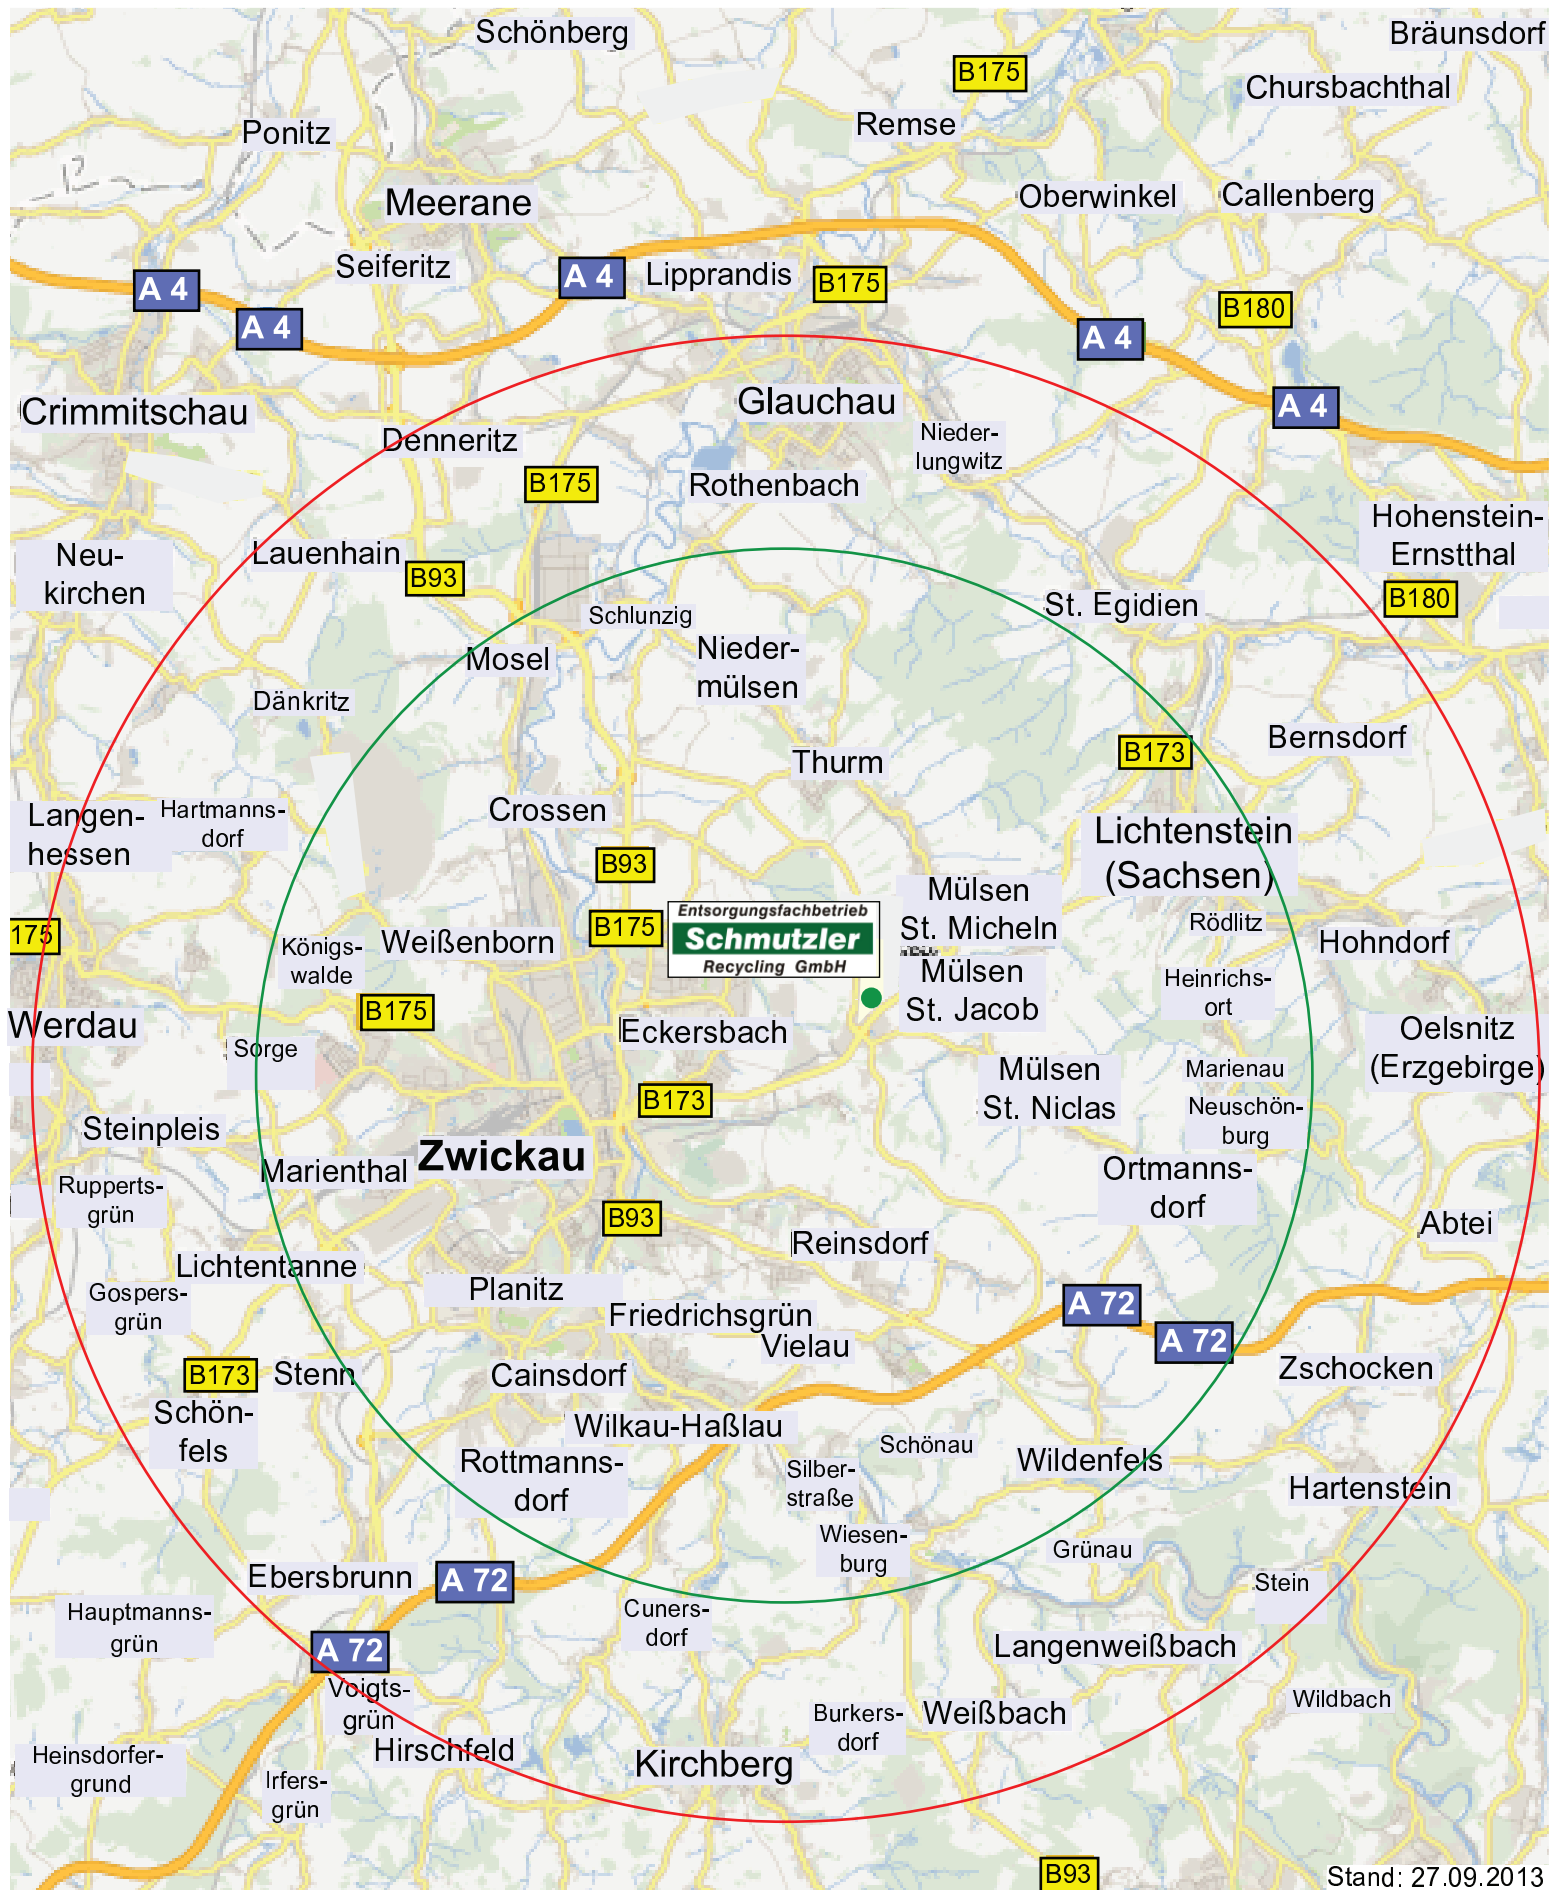 Schönberg
Bräunsdorf
B175
Chursbachthal
Remse
Ponitz
Meerane
Oberwinkel
Callenberg
Seiferitz
A 4
Lipprandis
B175
A 4
B180
A 4
A 4
Glauchau
A 4
Crimmitschau
Denneritz
Nieder-
lungwitz
B175
Rothenbach
Hohenstein-
Ernstthal
Neu-
kirchen
Lauenhain
B93
B180
Schlunzig
St. Egidien
Mosel
Nieder-
mülsen
Dänkritz
Bernsdorf
B173
Thurm
Langen-
hessen
Hartmanns-
dorf
Crossen
Lichtenstein
(Sachsen)
B93
Mülsen
St. Micheln
175
Königs-
walde
Weißenborn
B175
Entsorgungsfachbetrieb
Schmutzler
Recycling GmbH
Rödlitz
Hohndorf
Mülsen
St. Jacob
Heinrichs-
ort
B175
Werdau
Eckersbach
Oelsnitz
(Erzgebirge)
Sorge
Mülsen
St. Niclas
Marienau
B173
Neuschön-
burg
Steinpleis
Zwickau
Marienthal
Ortmanns-
dorf
Rupperts-
grün
B93
Abtei
Reinsdorf
Lichtentanne
Gospers-
grün
Planitz
A 72
Friedrichsgrün
A 72
Vielau
B173
Stenn
Cainsdorf
Zschocken
Schön-
fels
Wilkau-Haßlau
Schönau
Rottmanns-
dorf
Silber-
straße
Wildenfels
Hartenstein
Wiesen-
burg
Grünau
Ebersbrunn
A 72
Stein
Hauptmanns-
grün
Cuners-
dorf
A 72
Langenweißbach
Voigts-
grün
Wildbach
Burkers-
dorf
Weißbach
Hirschfeld
Heinsdorfer-
grund
Kirchberg
Irfers-
grün
B93
Stand: 27.09.2013